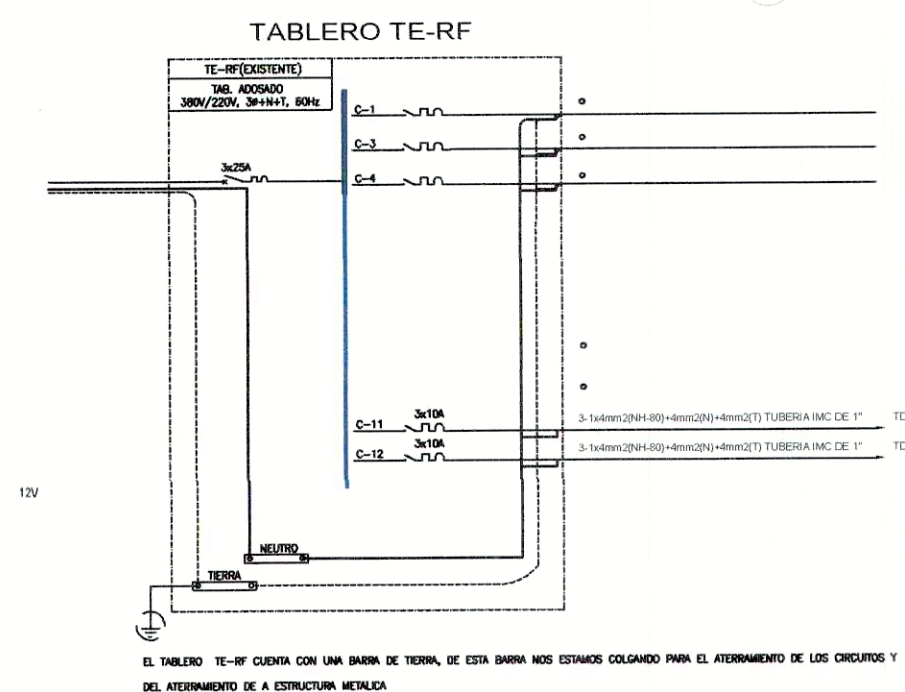 TABLERO TE-RF
TE-RF(EXISTENTE)
TAB. ADOSADO
380V/220V, 3ø+N+T, 60Hz
C-1
C-3
3x25A
C-4
3x10A
C-11
3-1x4mm2(NH-80)+4mm2(N)+4mm2(T) TUBERIA IMC DE 1" TD
3x10A
C-12
3-1x4mm2(NH-80)+4mm2(N)+4mm2(T) TUBERIA IMC DE 1" TD
12V
NEUTRO
TIERRA
EL TABLERO TE-RF CUENTA CON UNA BARRA DE TIERRA, DE ESTA BARRA NOS ESTAMOS COLGANDO PARA EL ATERRAMIENTO DE LOS CIRCUITOS Y
DEL ATERRAMIENTO DE A ESTRUCTURA METALICA